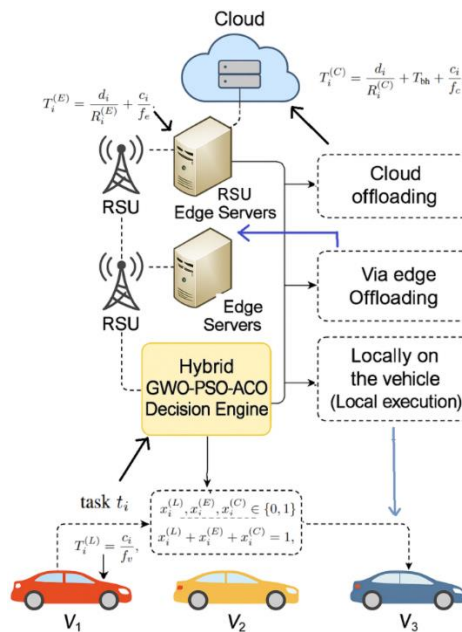 Cloud
T_i^{(C)} = \frac{d_i}{R_i^{(C)}} + T_{bh} + \frac{c_i}{f_c}
T_i^{(E)} = \frac{d_i}{R_i^{(E)}} + \frac{c_i}{f_e},
RSU
RSU
Edge Servers
Cloud
offloading
RSU
Edge
Servers
Via edge
Offloading
Hybrid
GWO-PSO-ACO
Decision Engine
Locally on
the vehicle
(Local execution)
task t_i
x_i^{(L)}, x_i^{(E)}, x_i^{(C)} ∈ {0, 1}
x_i^{(L)} + x_i^{(E)} + x_i^{(C)} = 1,
T_i^{(L)} = \frac{c_i}{f_v},
V_1
V_2
V_3